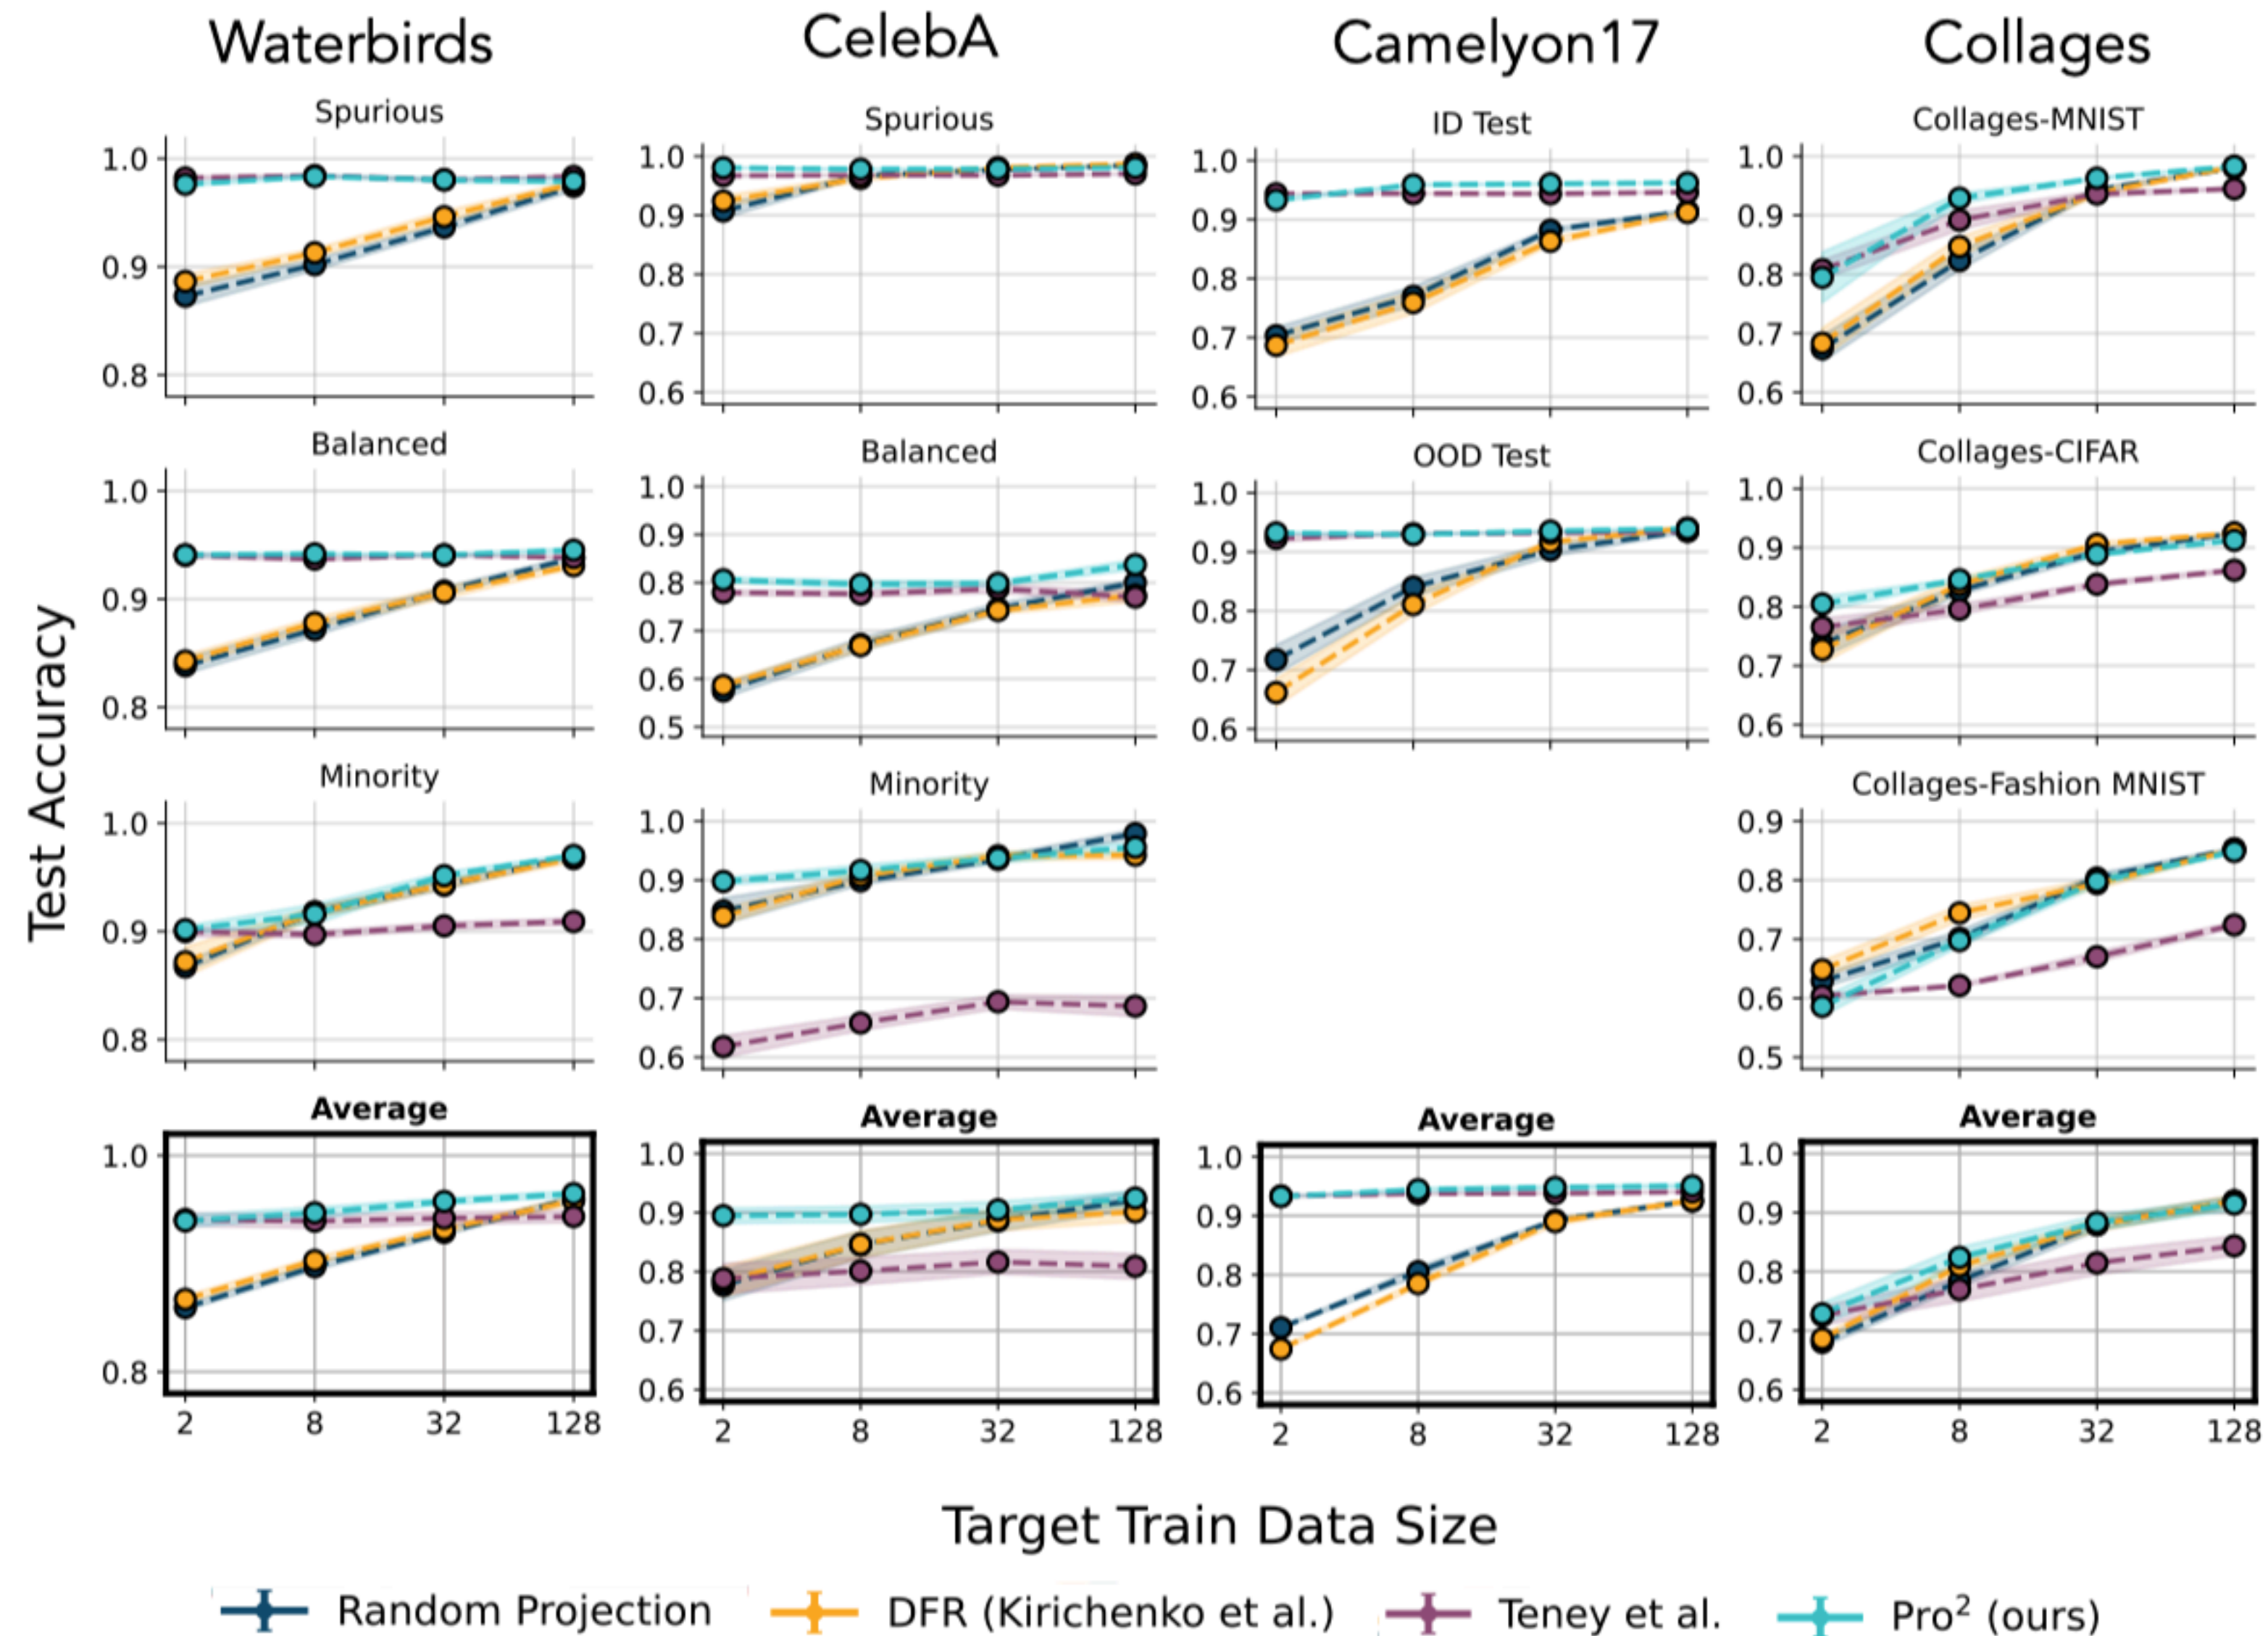 Waterbirds
CelebA
Camelyon17
Collages
Test Accuracy
Spurious
1.0
0.9
0.8
Spurious
1.0
0.9
0.8
0.7
0.6
ID Test
1.0
0.9
0.8
0.7
0.6
Collages-MNIST
1.0
0.9
0.8
0.7
0.6
Balanced
1.0
0.9
0.8
Balanced
1.0
0.9
0.8
0.7
0.6
0.5
OOD Test
1.0
0.9
0.8
0.7
0.6
Collages-CIFAR
1.0
0.9
0.8
0.7
0.6
Minority
1.0
0.9
0.8
Minority
1.0
0.9
0.8
0.7
0.6
Collages-Fashion MNIST
0.9
0.8
0.7
0.6
0.5
Average
1.0
0.8
2 8 32 128
Average
1.0
0.9
0.8
0.7
0.6
2 8 32 128
Average
1.0
0.9
0.8
0.7
0.6
2 8 32 128
Average
1.0
0.9
0.8
0.7
0.6
2 8 32 128
Target Train Data Size
Random Projection
DFR (Kirichenko et al.)
Teney et al.
Pro² (ours)